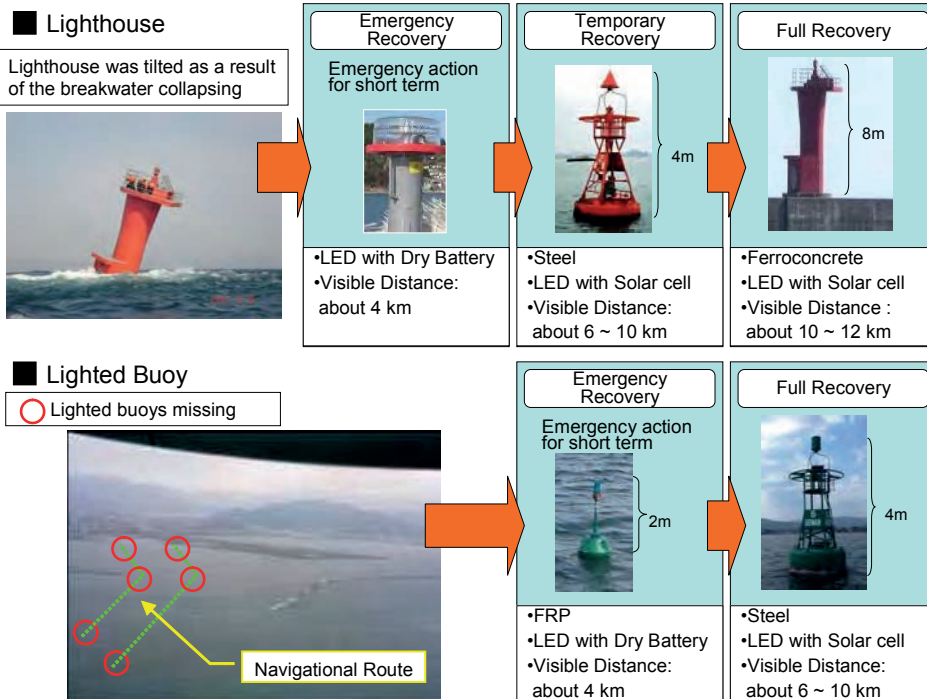 ■ Lighthouse
Lighthouse was tilted as a result
of the breakwater collapsing
Emergency
Recovery
Emergency action
for short term
•LED with Dry Battery
•Visible Distance:
about 4 km
Temporary
Recovery
4m
•Steel
•LED with Solar cell
•Visible Distance:
about 6 ~ 10 km
Full Recovery
8m
•Ferroconcrete
•LED with Solar cell
•Visible Distance :
about 10 ~ 12 km
■ Lighted Buoy
Lighted buoys missing
Navigational Route
Emergency
Recovery
Emergency action
for short term
2m
•FRP
•LED with Dry Battery
•Visible Distance:
about 4 km
Full Recovery
4m
•Steel
•LED with Solar cell
•Visible Distance:
about 6 ~ 10 km